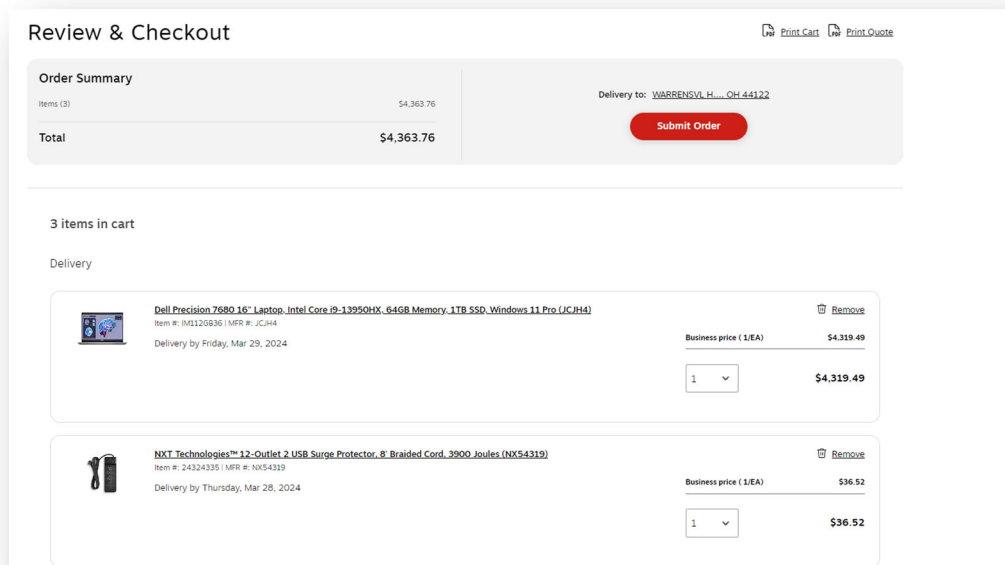 Review & Checkout
Print Cart
Print Quote
Order Summary
Items (3) $4,363.76
Total $4,363.76
Delivery to: WARRENSVL H..., OH 44122
Submit Order
3 items in cart
Delivery
Dell Precision 7680 16" Laptop, Intel Core i9-13950HX, 64GB Memory, 1TB SSD, Windows 11 Pro (JCJH4)
Remove
Item #: IM112GB36 | MFR #: JCJH4
Delivery by Friday, Mar 29, 2024
Business price ( 1/EA) $4,319.49
1 $4,319.49
NXT Technologies™ 12-Outlet 2 USB Surge Protector, 8' Braided Cord, 3900 Joules (NX54319)
Remove
Item #: 24324335 | MFR #: NX54319
Delivery by Thursday, Mar 28, 2024
Business price ( 1/EA) $36.52
1 $36.52